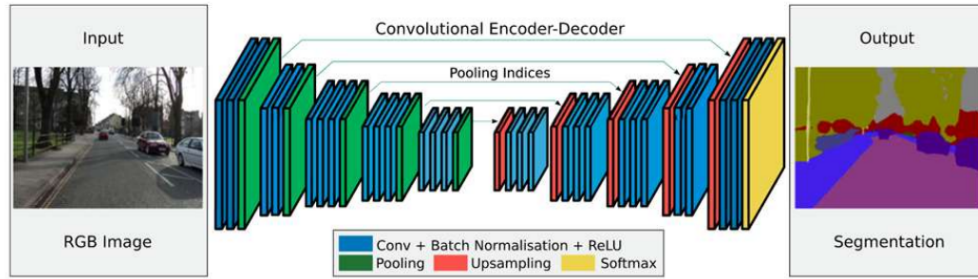 Input
Convolutional Encoder-Decoder
Output
Pooling Indices
RGB Image
Segmentation
Conv + Batch Normalisation + ReLU
Pooling
Upsampling
Softmax